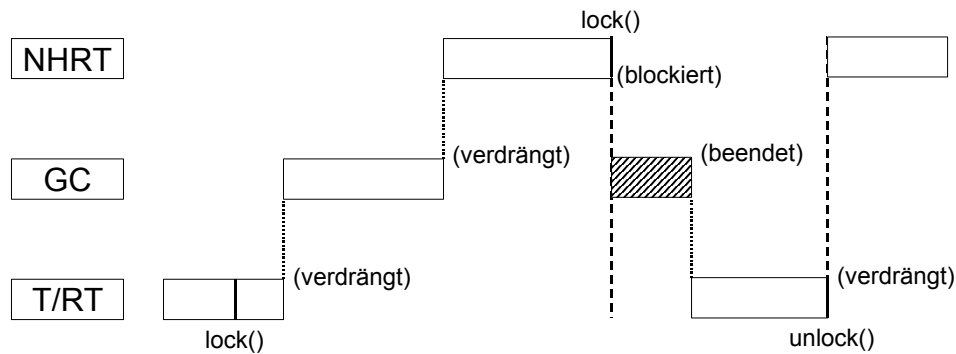 lock()
NHRT
(blockiert)
(verdrängt)
(beendet)
GC
(verdrängt)
(verdrängt)
T/RT
lock()
unlock()